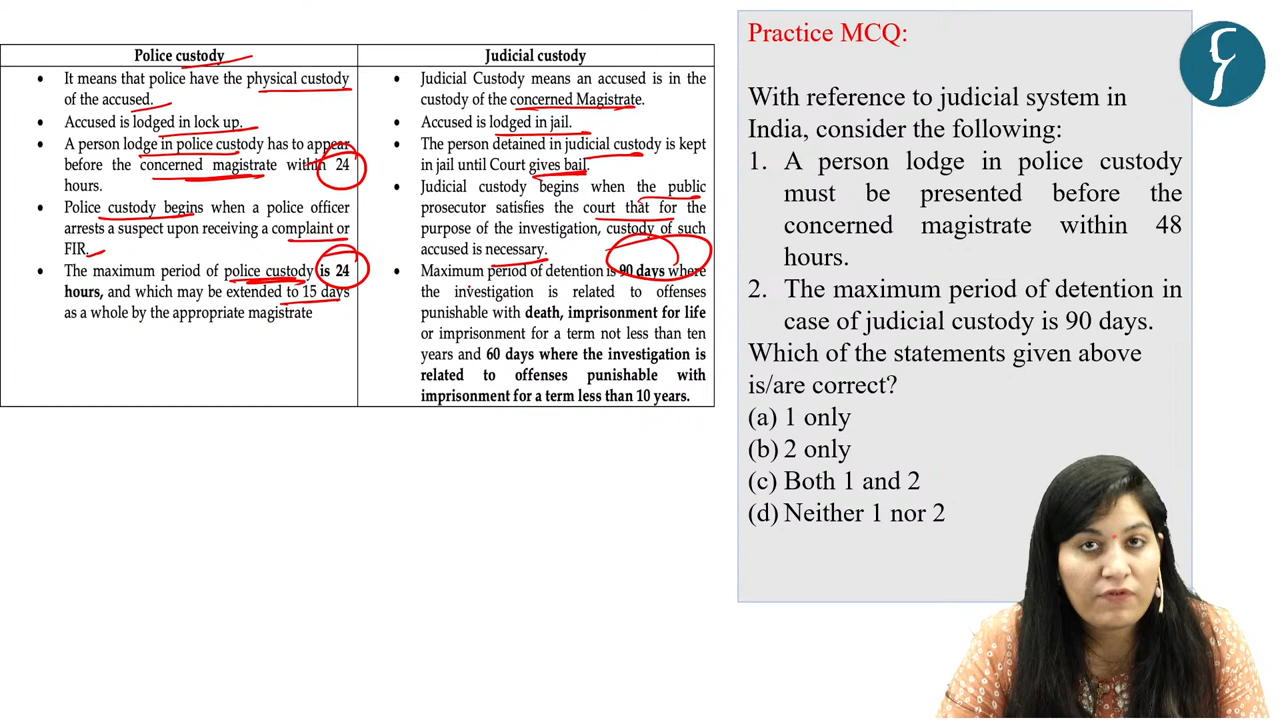 Police custody
It means that police have the physical custody
of the accused.
Accused is lodged in lock up.
A person lodge in police custody has to appear
before the concerned magistrate within 24
hours.
Police custody begins when a police officer
arrests a suspect upon receiving a complaint or
FIR.
The maximum period of police custody is 24
hours, and which may be extended to 15 days
as a whole by the appropriate magistrate
Judicial custody
Judicial Custody means an accused is in the
custody of the concerned Magistrate.
Accused is lodged in jail.
The person detained in judicial custody is kept
in jail until Court gives bail.
Judicial custody begins when the public
prosecutor satisfies the court that for the
purpose of the investigation, custody of such
accused is necessary.
Maximum period of detention is 90 days where
the investigation is related to offenses
punishable with death, imprisonment for life
or imprisonment for a term not less than ten
years and 60 days where the investigation is
related to offenses punishable with
imprisonment for a term less than 10 years.
Practice MCQ:
With reference to judicial system in
India, consider the following:
1. A person lodge in police custody
must be presented before the
concerned magistrate within 48
hours.
2. The maximum period of detention in
case of judicial custody is 90 days.
Which of the statements given above
is/are correct?
(a) 1 only
(b) 2 only
(c) Both 1 and 2
(d) Neither 1 nor 2